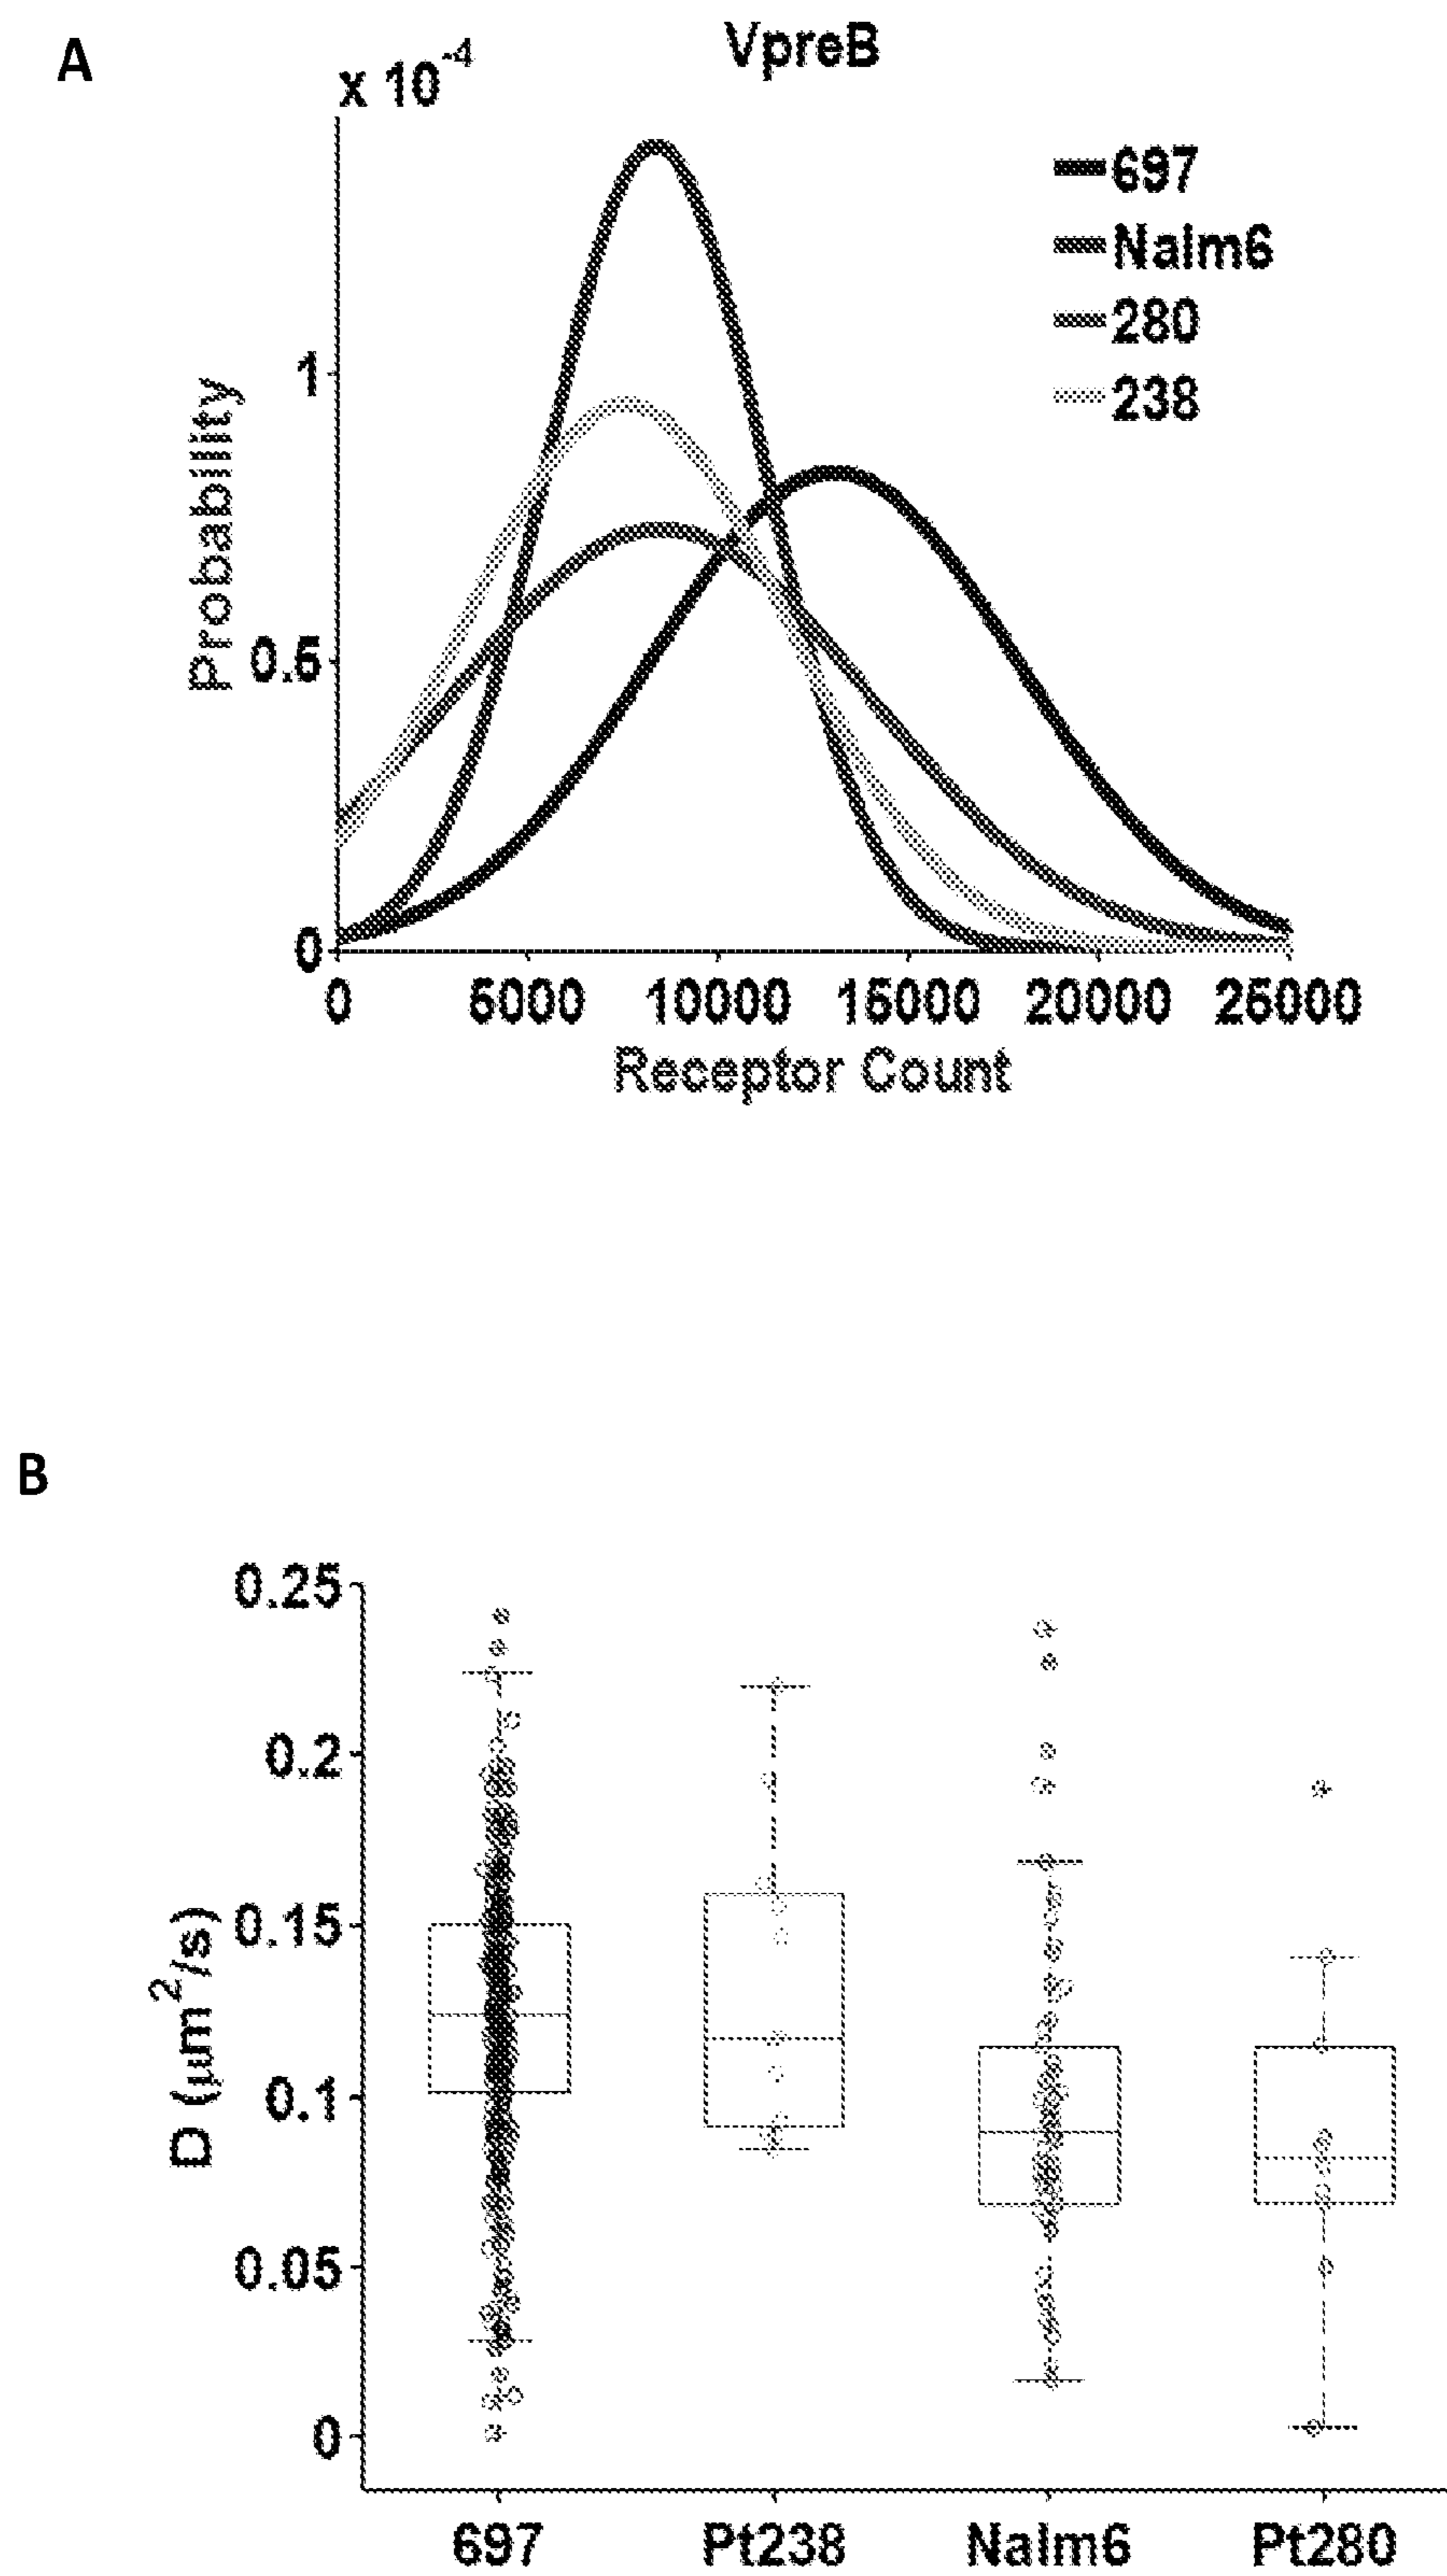 A
VpreB
x 10^-4
697
Nalm6
280
238
1
0.5
0
Probability
0 5000 10000 15000 20000 25000
Receptor Count
B
0.25
0.2
0.15
0.1
0.05
0
D (μm²/s)
697 Pt238 Nalm6 Pt280